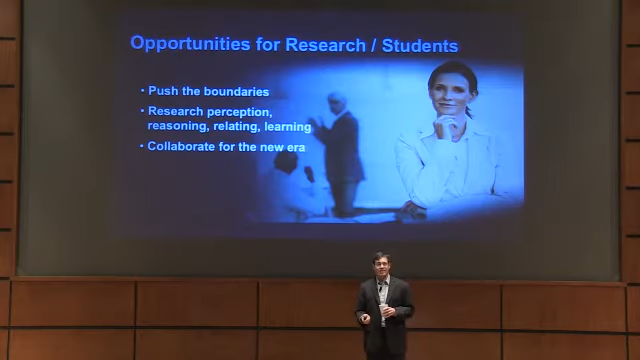 Opportunities for Research / Students
· Push the boundaries
· Research perception,
reasoning, relating, learning
· Collaborate for the new era